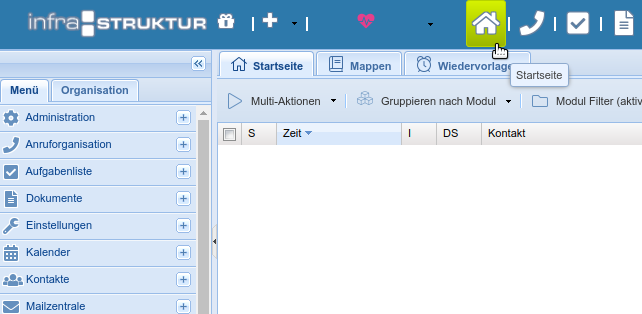 infra STRUKTUR
Startseite Mappen Wiedervorlage
Startseite
Menü Organisation
Multi-Aktionen Gruppieren nach Modul Modul Filter (aktiv
S Zeit I DS Kontakt
Administration
Anruforganisation
Aufgabenliste
Dokumente
Einstellungen
Kalender
Kontakte
Mailzentrale